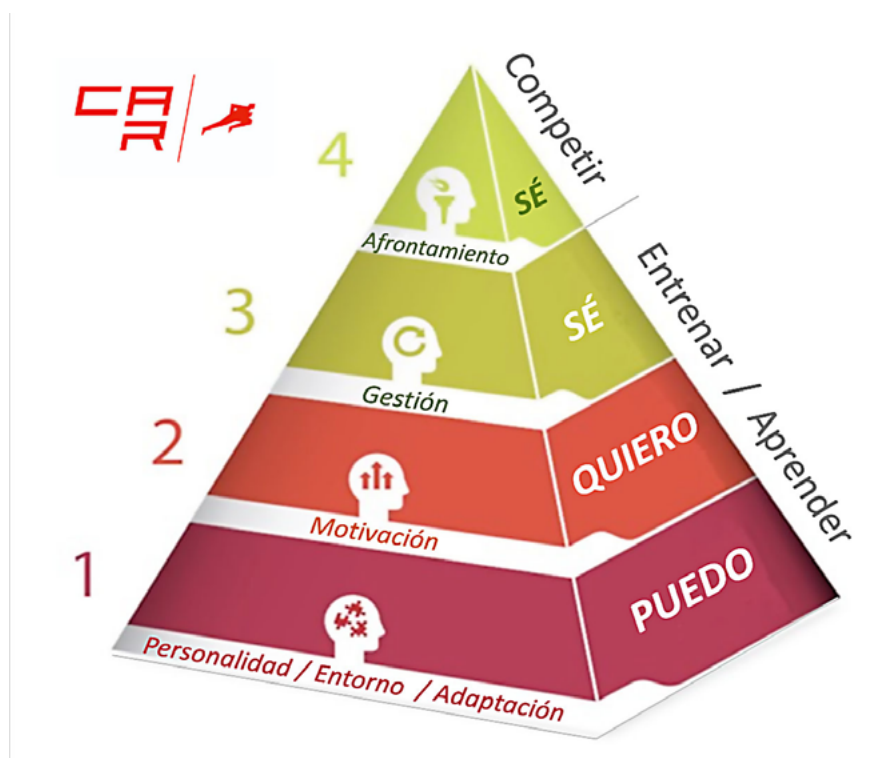 CAR
Competir
4
SÉ
Afrontamiento
Entrenar / Aprender
3
SÉ
Gestión
2
QUIERO
Motivación
1
PUEDO
Personalidad / Entorno / Adaptación